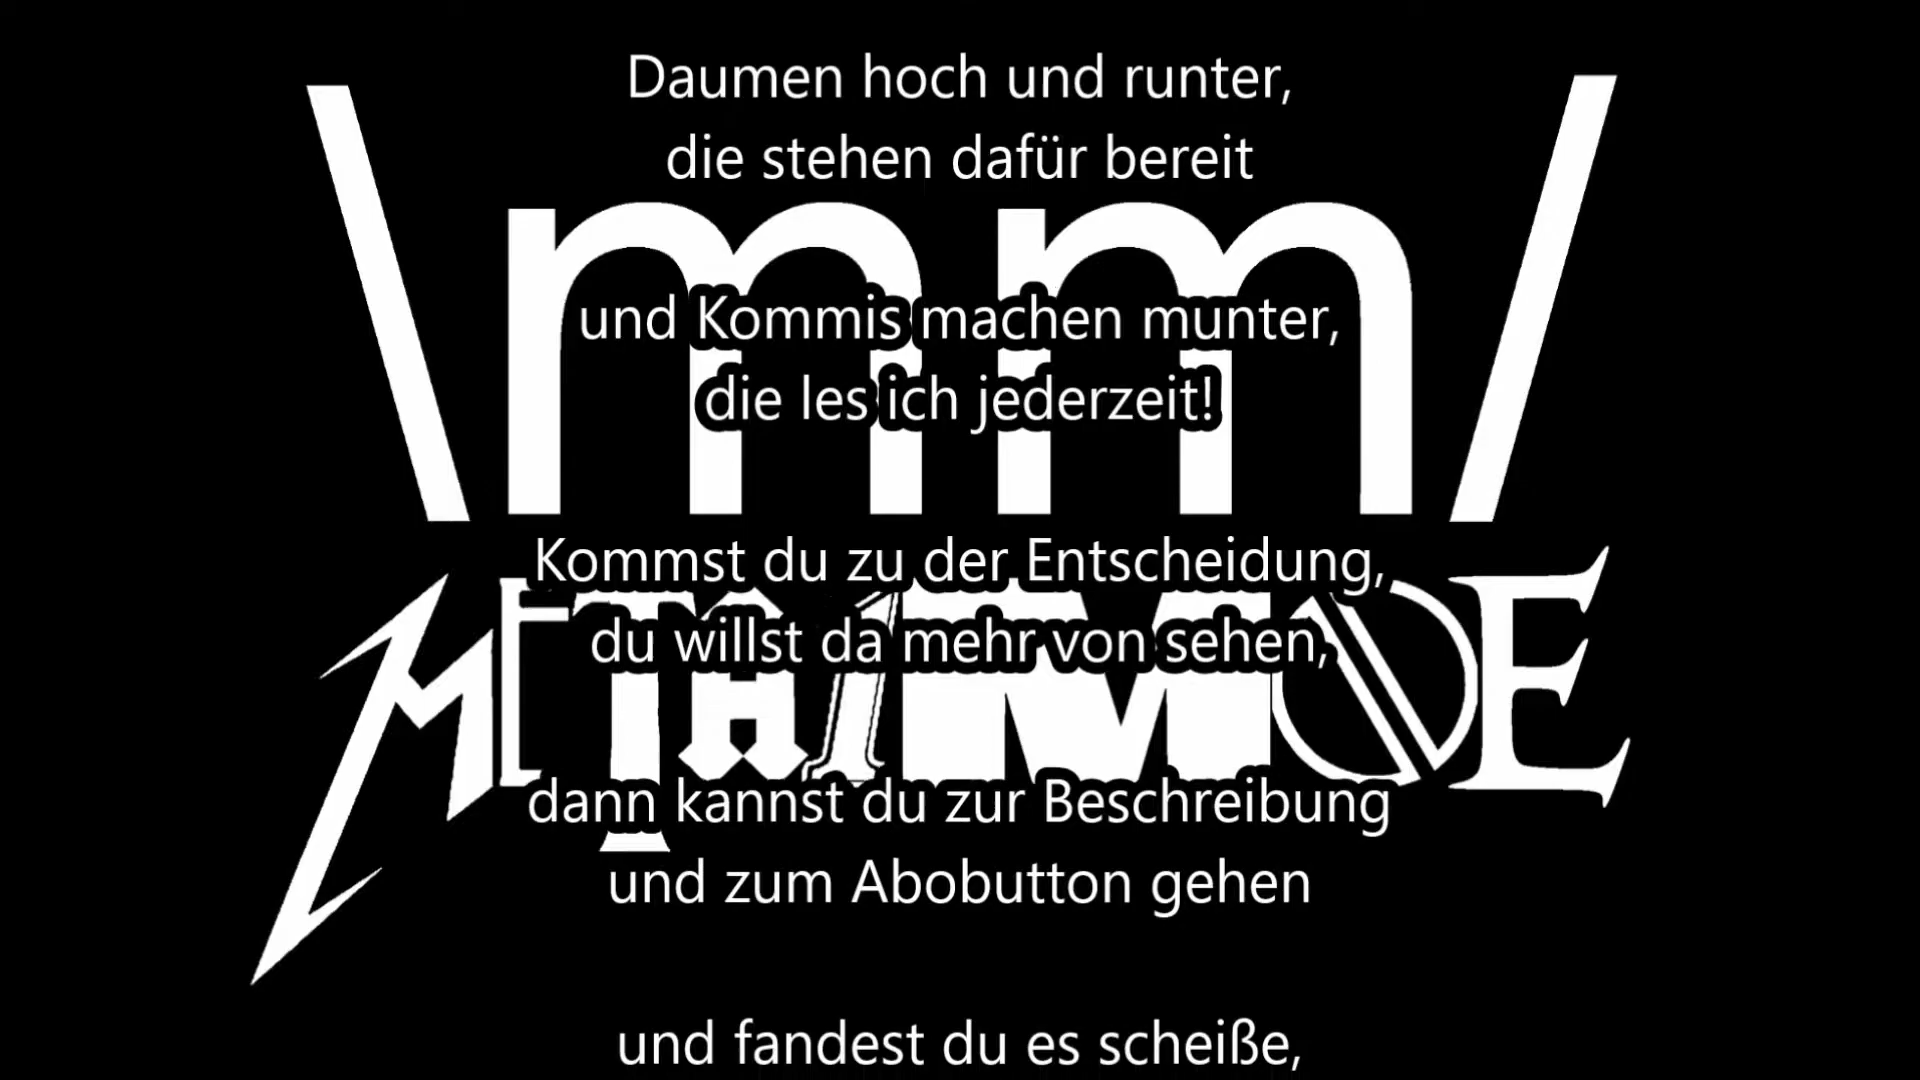 Daumen hoch und runter,
die stehen dafür bereit
\mm/
und Kommis machen munter,
die les ich jederzeit!
Kommst du zu der Entscheidung,
du willst da mehr von sehen,
METALMOE
dann kannst du zur Beschreibung
und zum Abobutton gehen
und fandest du es scheiße,